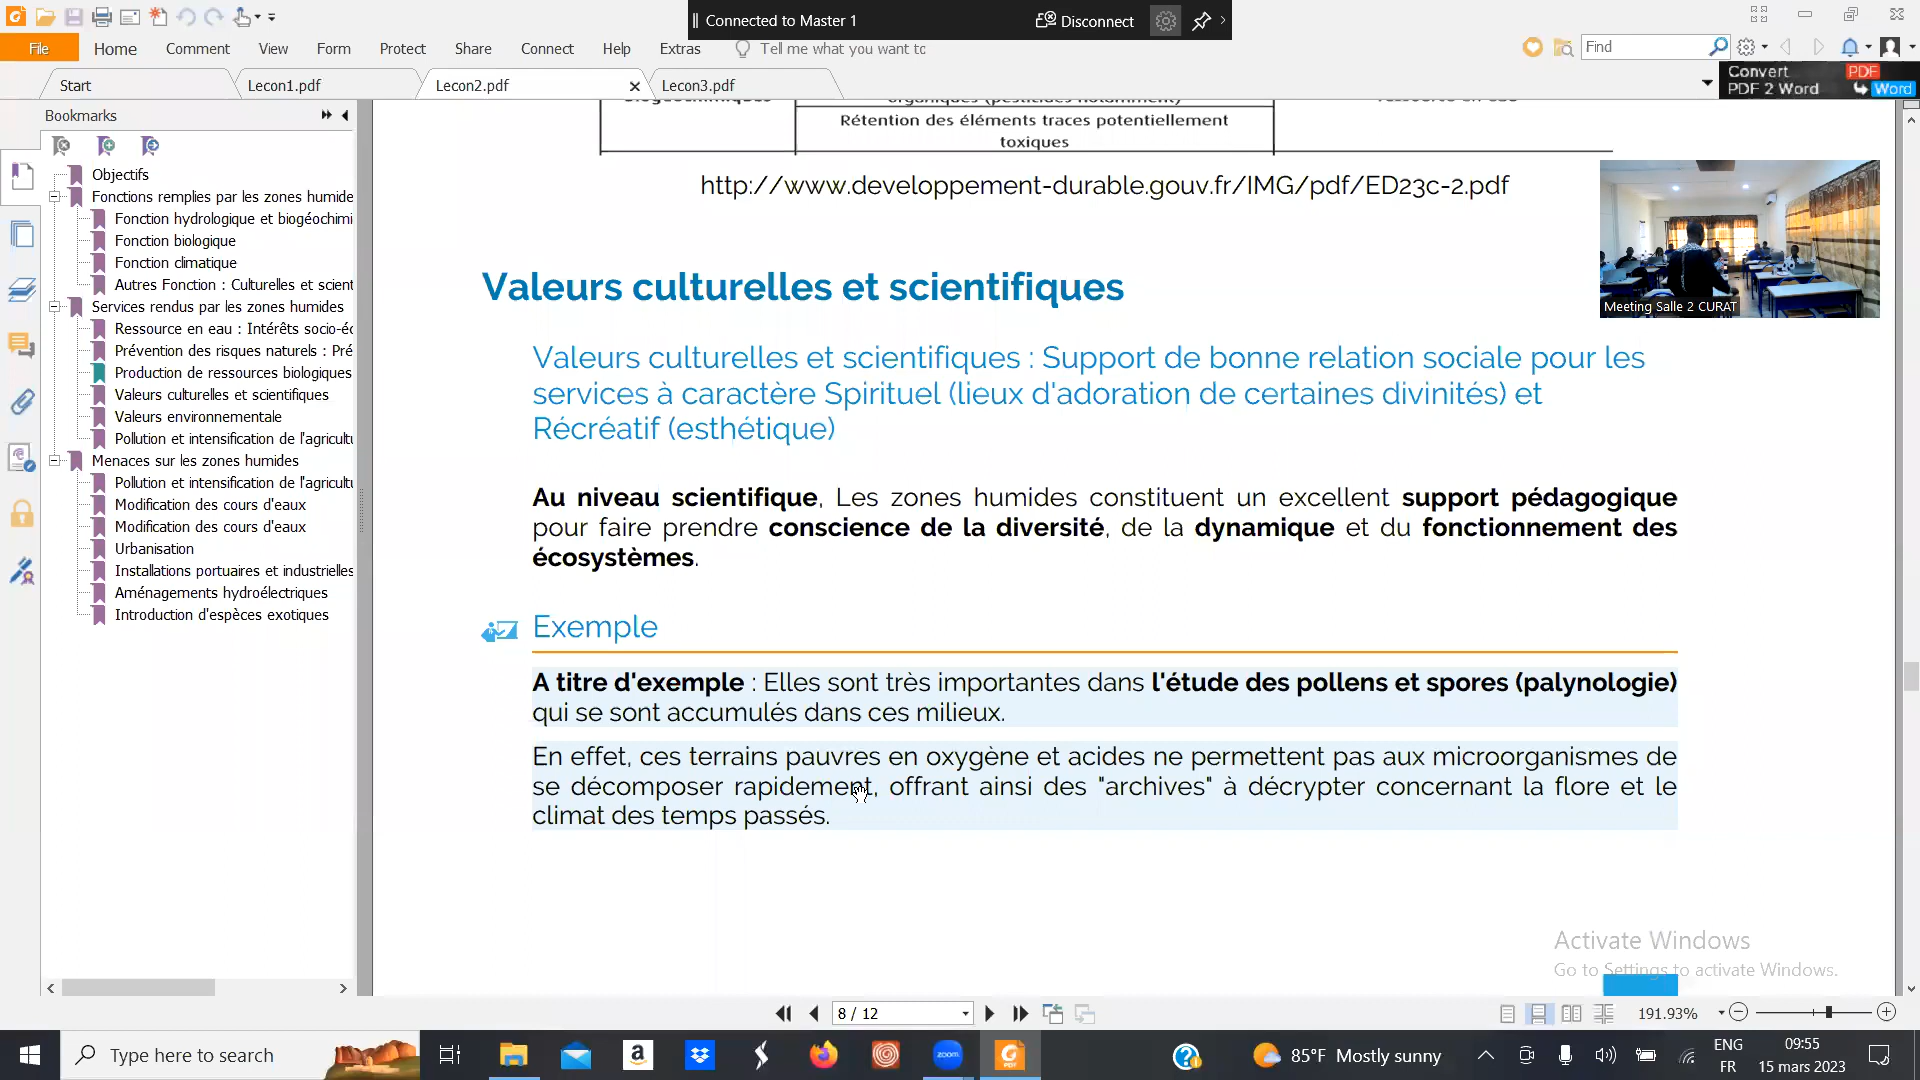 Connected to Master 1
Disconnect
File
Home
Comment
View
Form
Protect
Share
Connect
Help
Extras
Tell me what you want to
Find
Start
Lecon1.pdf
Lecon2.pdf
Lecon3.pdf
Convert PDF
PDF 2 Word Word
Bookmarks
Objectifs
Fonctions remplies par les zones humide
Fonction hydrologique et biogéochimi
Fonction biologique
Fonction climatique
Autres Fonction : Culturelles et scient
Services rendus par les zones humides
Ressource en eau : Intérêts socio-éc
Prévention des risques naturels : Pré
Production de ressources biologiques
Valeurs culturelles et scientifiques
Valeurs environnementale
Pollution et intensification de l'agricultu
Menaces sur les zones humides
Pollution et intensification de l'agricultu
Modification des cours d'eaux
Modification des cours d'eaux
Urbanisation
Installations portuaires et industrielles
Aménagements hydroélectriques
Introduction d'espèces exotiques
organiques (pesticides notamment)
Rétention des éléments traces potentiellement
toxiques
http://www.developpement-durable.gouv.fr/IMG/pdf/ED23c-2.pdf
Meeting Salle 2 CURAT
Valeurs culturelles et scientifiques
Valeurs culturelles et scientifiques : Support de bonne relation sociale pour les
services à caractère Spirituel (lieux d'adoration de certaines divinités) et
Récréatif (esthétique)
Au niveau scientifique, Les zones humides constituent un excellent support pédagogique
pour faire prendre conscience de la diversité, de la dynamique et du fonctionnement des
écosystèmes.
Exemple
A titre d'exemple : Elles sont très importantes dans l'étude des pollens et spores (palynologie)
qui se sont accumulés dans ces milieux.
En effet, ces terrains pauvres en oxygène et acides ne permettent pas aux microorganismes de
se décomposer rapidement, offrant ainsi des "archives" à décrypter concernant la flore et le
climat des temps passés.
Activate Windows
Go to Settings to activate Windows.
8 / 12
191.93%
Type here to search
zoom
85°F Mostly sunny
ENG
FR
09:55
15 mars 2023